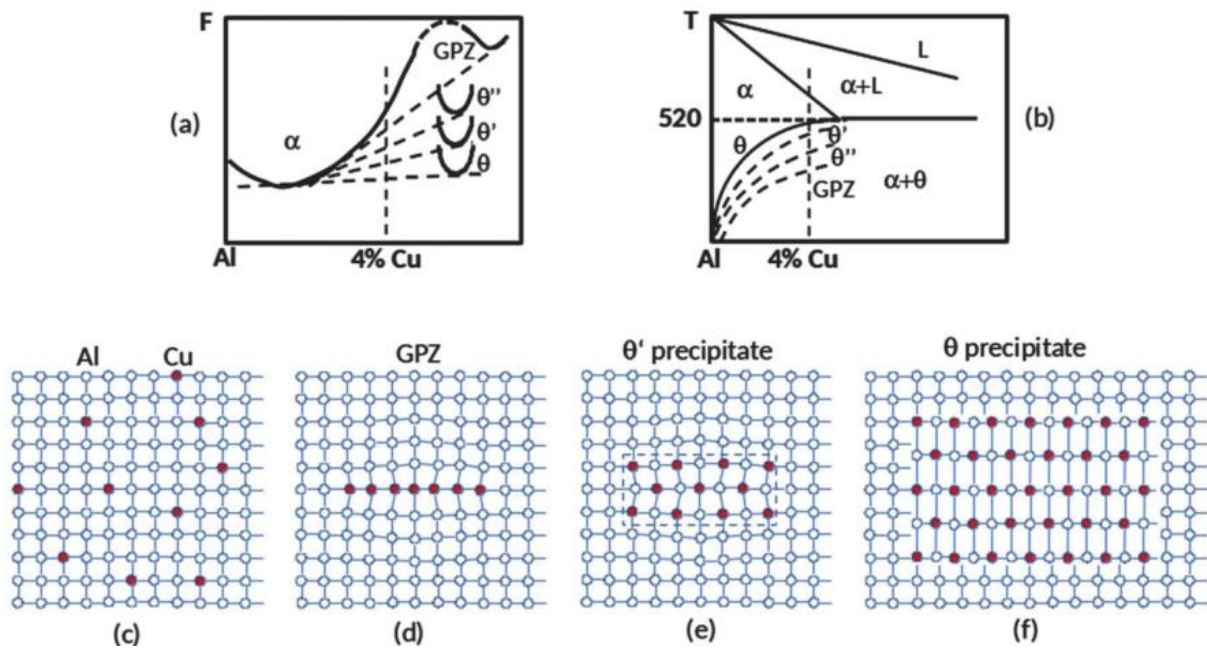 F
GPZ
θ''
(a)
α
θ'
θ
Al
4% Cu
T
L
α
α+L
520
(b)
θ
θ'
θ''
GPZ
α+θ
Al
4% Cu
Al
Cu
GPZ
θ‘ precipitate
θ precipitate
(c)
(d)
(e)
(f)